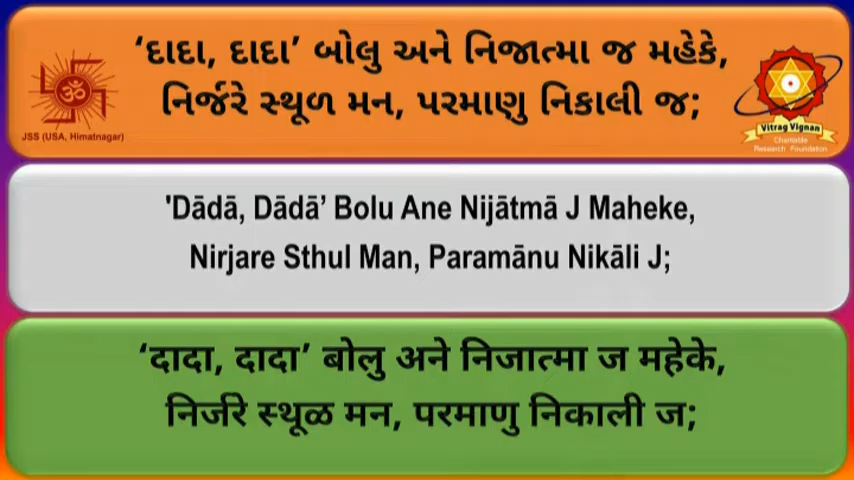 ‘દાદા, દાદા’ બોલુ અને નિજાત્મા જ મહેકે,
નિર્જરે સ્થૂળ મન, પરમાણુ નિકાલી જ;
ॐ
JSS (USA, Himatnagar)
Vitrag Vignan
Charitable
Research Foundation
'Dādā, Dādā’ Bolu Ane Nijātmā J Maheke,
Nirjare Sthul Man, Paramānu Nikāli J;
‘दादा, दादा’ बोलु अने निजात्मा ज महेके,
निर्जरे स्थूळ मन, परमाणु निकाली ज;